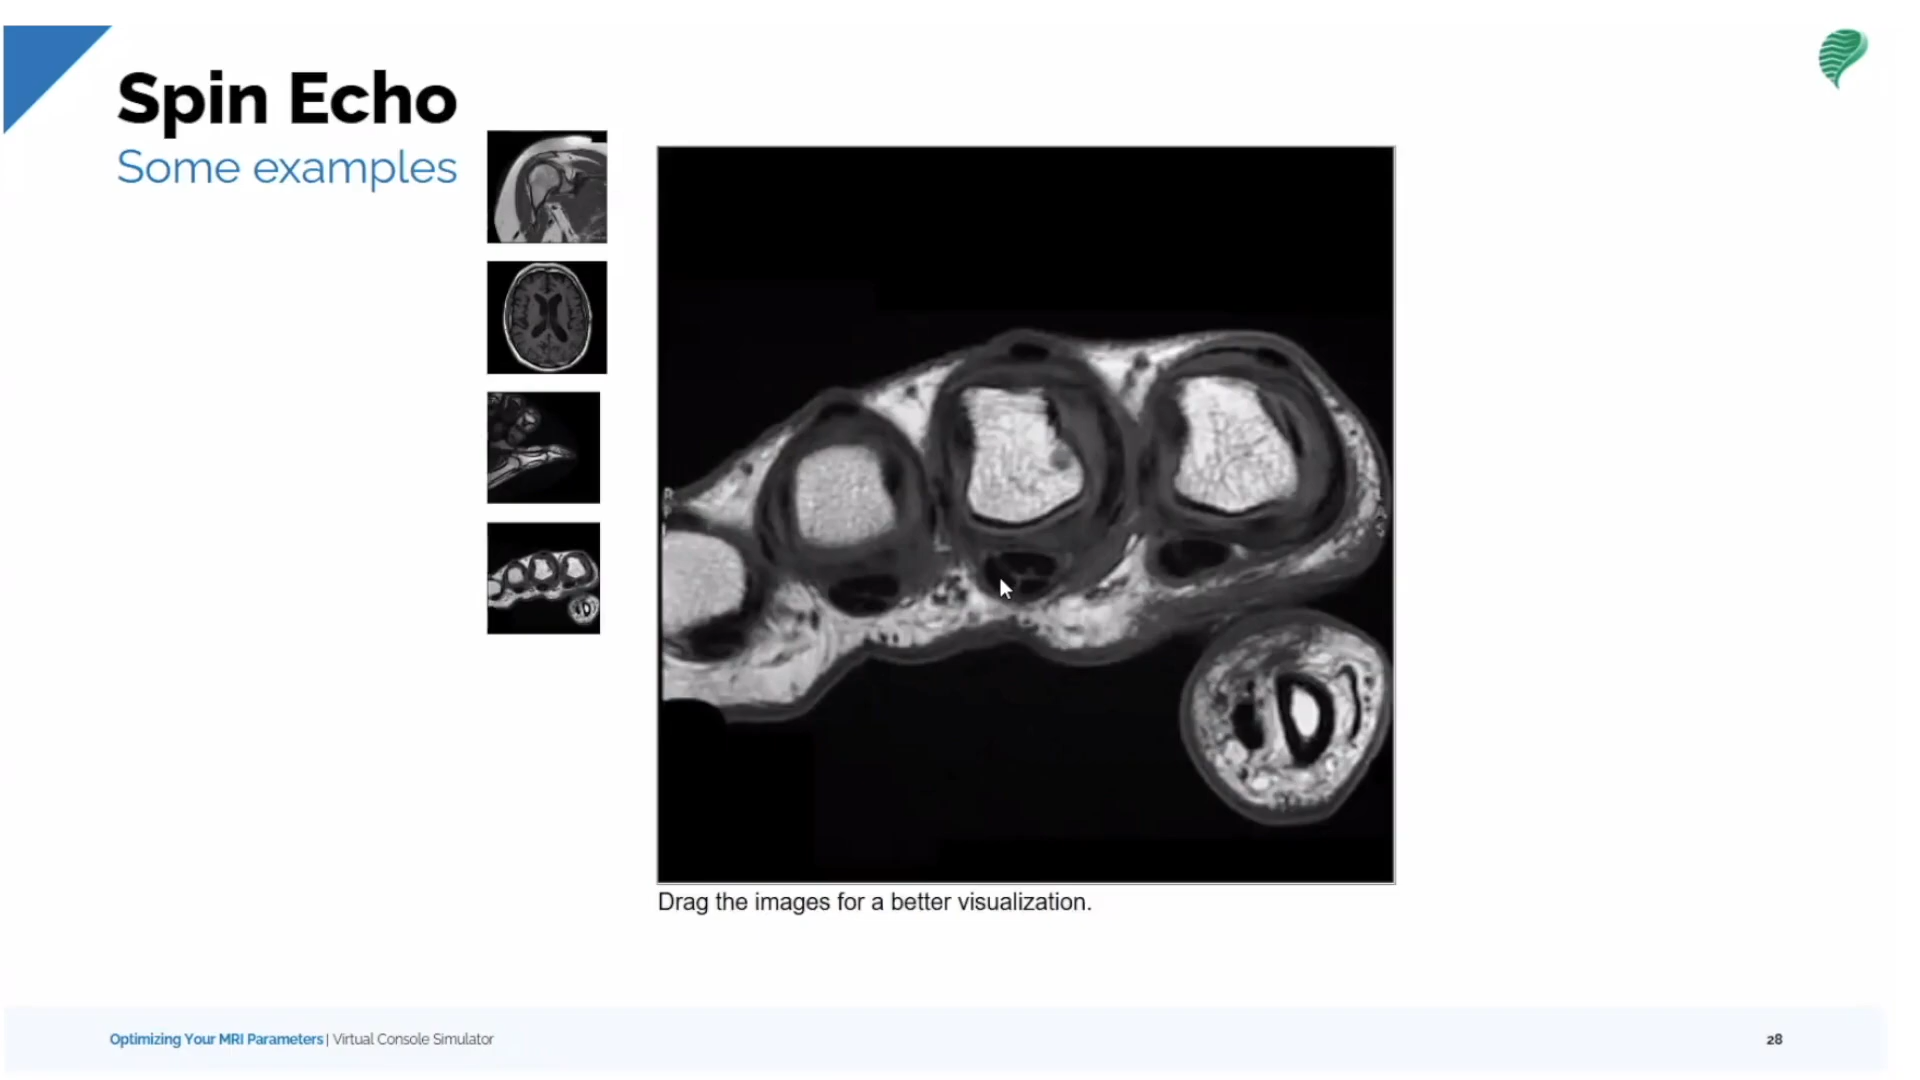 Spin Echo
Some examples
Drag the images for a better visualization.
Optimizing Your MRI Parameters | Virtual Console Simulator
28